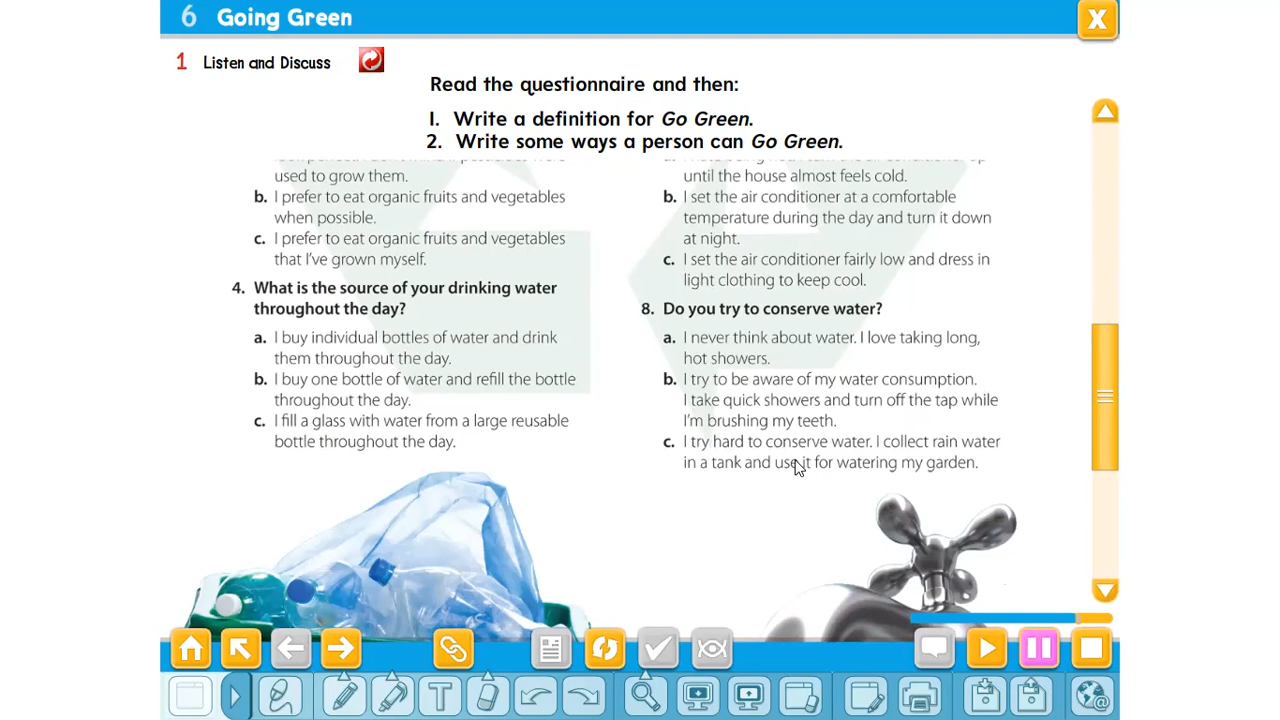 6 Going Green
X
1 Listen and Discuss
Read the questionnaire and then:
1. Write a definition for Go Green.
2. Write some ways a person can Go Green.
used to grow them.
b. I prefer to eat organic fruits and vegetables
when possible.
c. I prefer to eat organic fruits and vegetables
that I've grown myself.
4. What is the source of your drinking water
throughout the day?
a. I buy individual bottles of water and drink
them throughout the day.
b. I buy one bottle of water and refill the bottle
throughout the day.
c. I fill a glass with water from a large reusable
bottle throughout the day.
until the house almost feels cold.
b. I set the air conditioner at a comfortable
temperature during the day and turn it down
at night.
c. I set the air conditioner fairly low and dress in
light clothing to keep cool.
8. Do you try to conserve water?
a. I never think about water. I love taking long,
hot showers.
b. I try to be aware of my water consumption.
I take quick showers and turn off the tap while
I'm brushing my teeth.
c. I try hard to conserve water. I collect rain water
in a tank and use it for watering my garden.
T